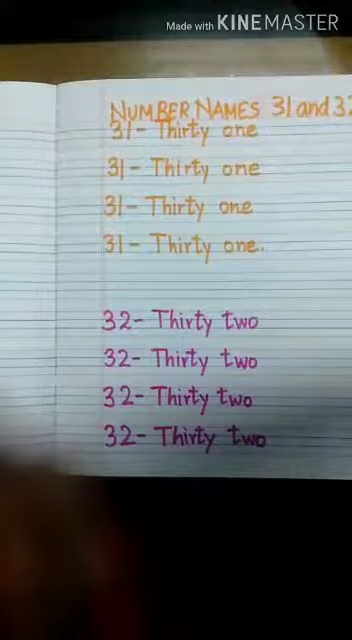 Made with KINEMASTER
NUMBER NAMES 31 and 32
31- Thirty one
31- Thirty one
31- Thirty one
31- Thirty one.
32- Thirty two
32- Thirty two
32- Thirty two
32- Thirty two